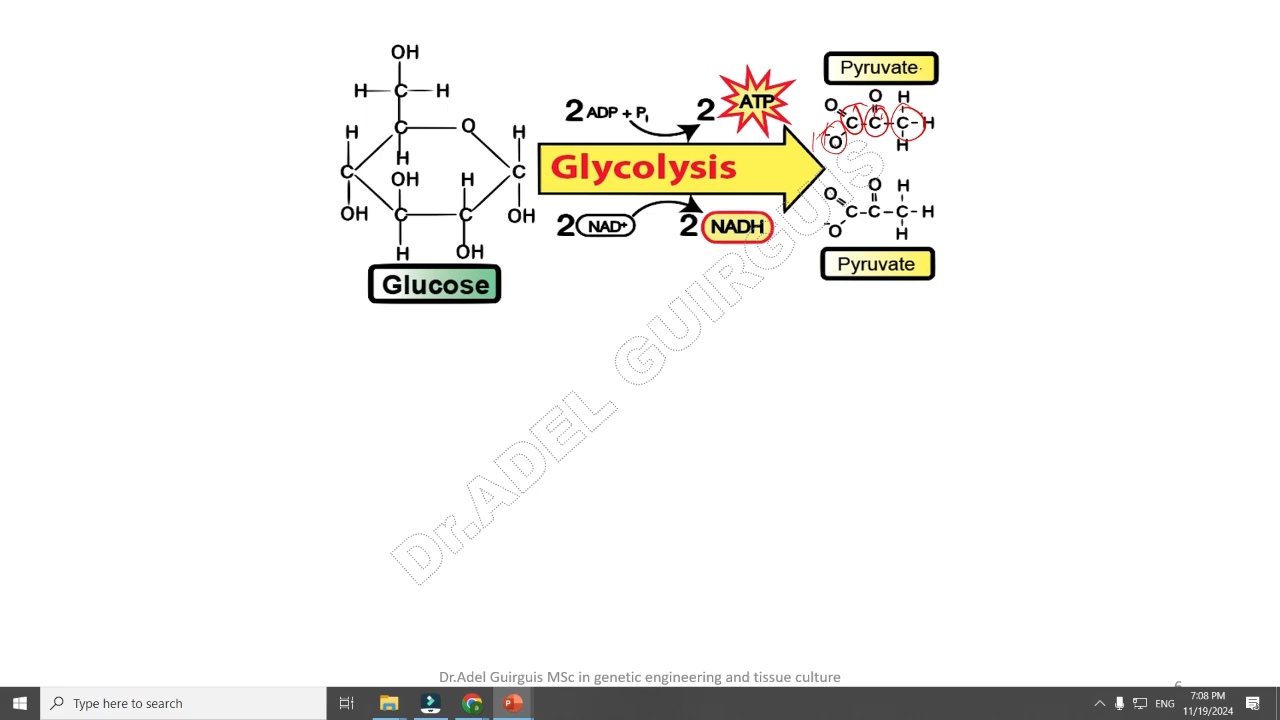 OH
H C H
H C O H
H
C OH H C
OH C C OH
H OH
Glucose
2 ADP + Pi 2 ATP
Glycolysis
2 NAD+ 2 NADH
Pyruvate
O O H
C C C H
O H
O O H
C C C H
O H
Pyruvate
Dr.ADEL GUIRGUIS
Dr.Adel Guirguis MSc in genetic engineering and tissue culture
6
Type here to search
ENG
7:08 PM
11/19/2024